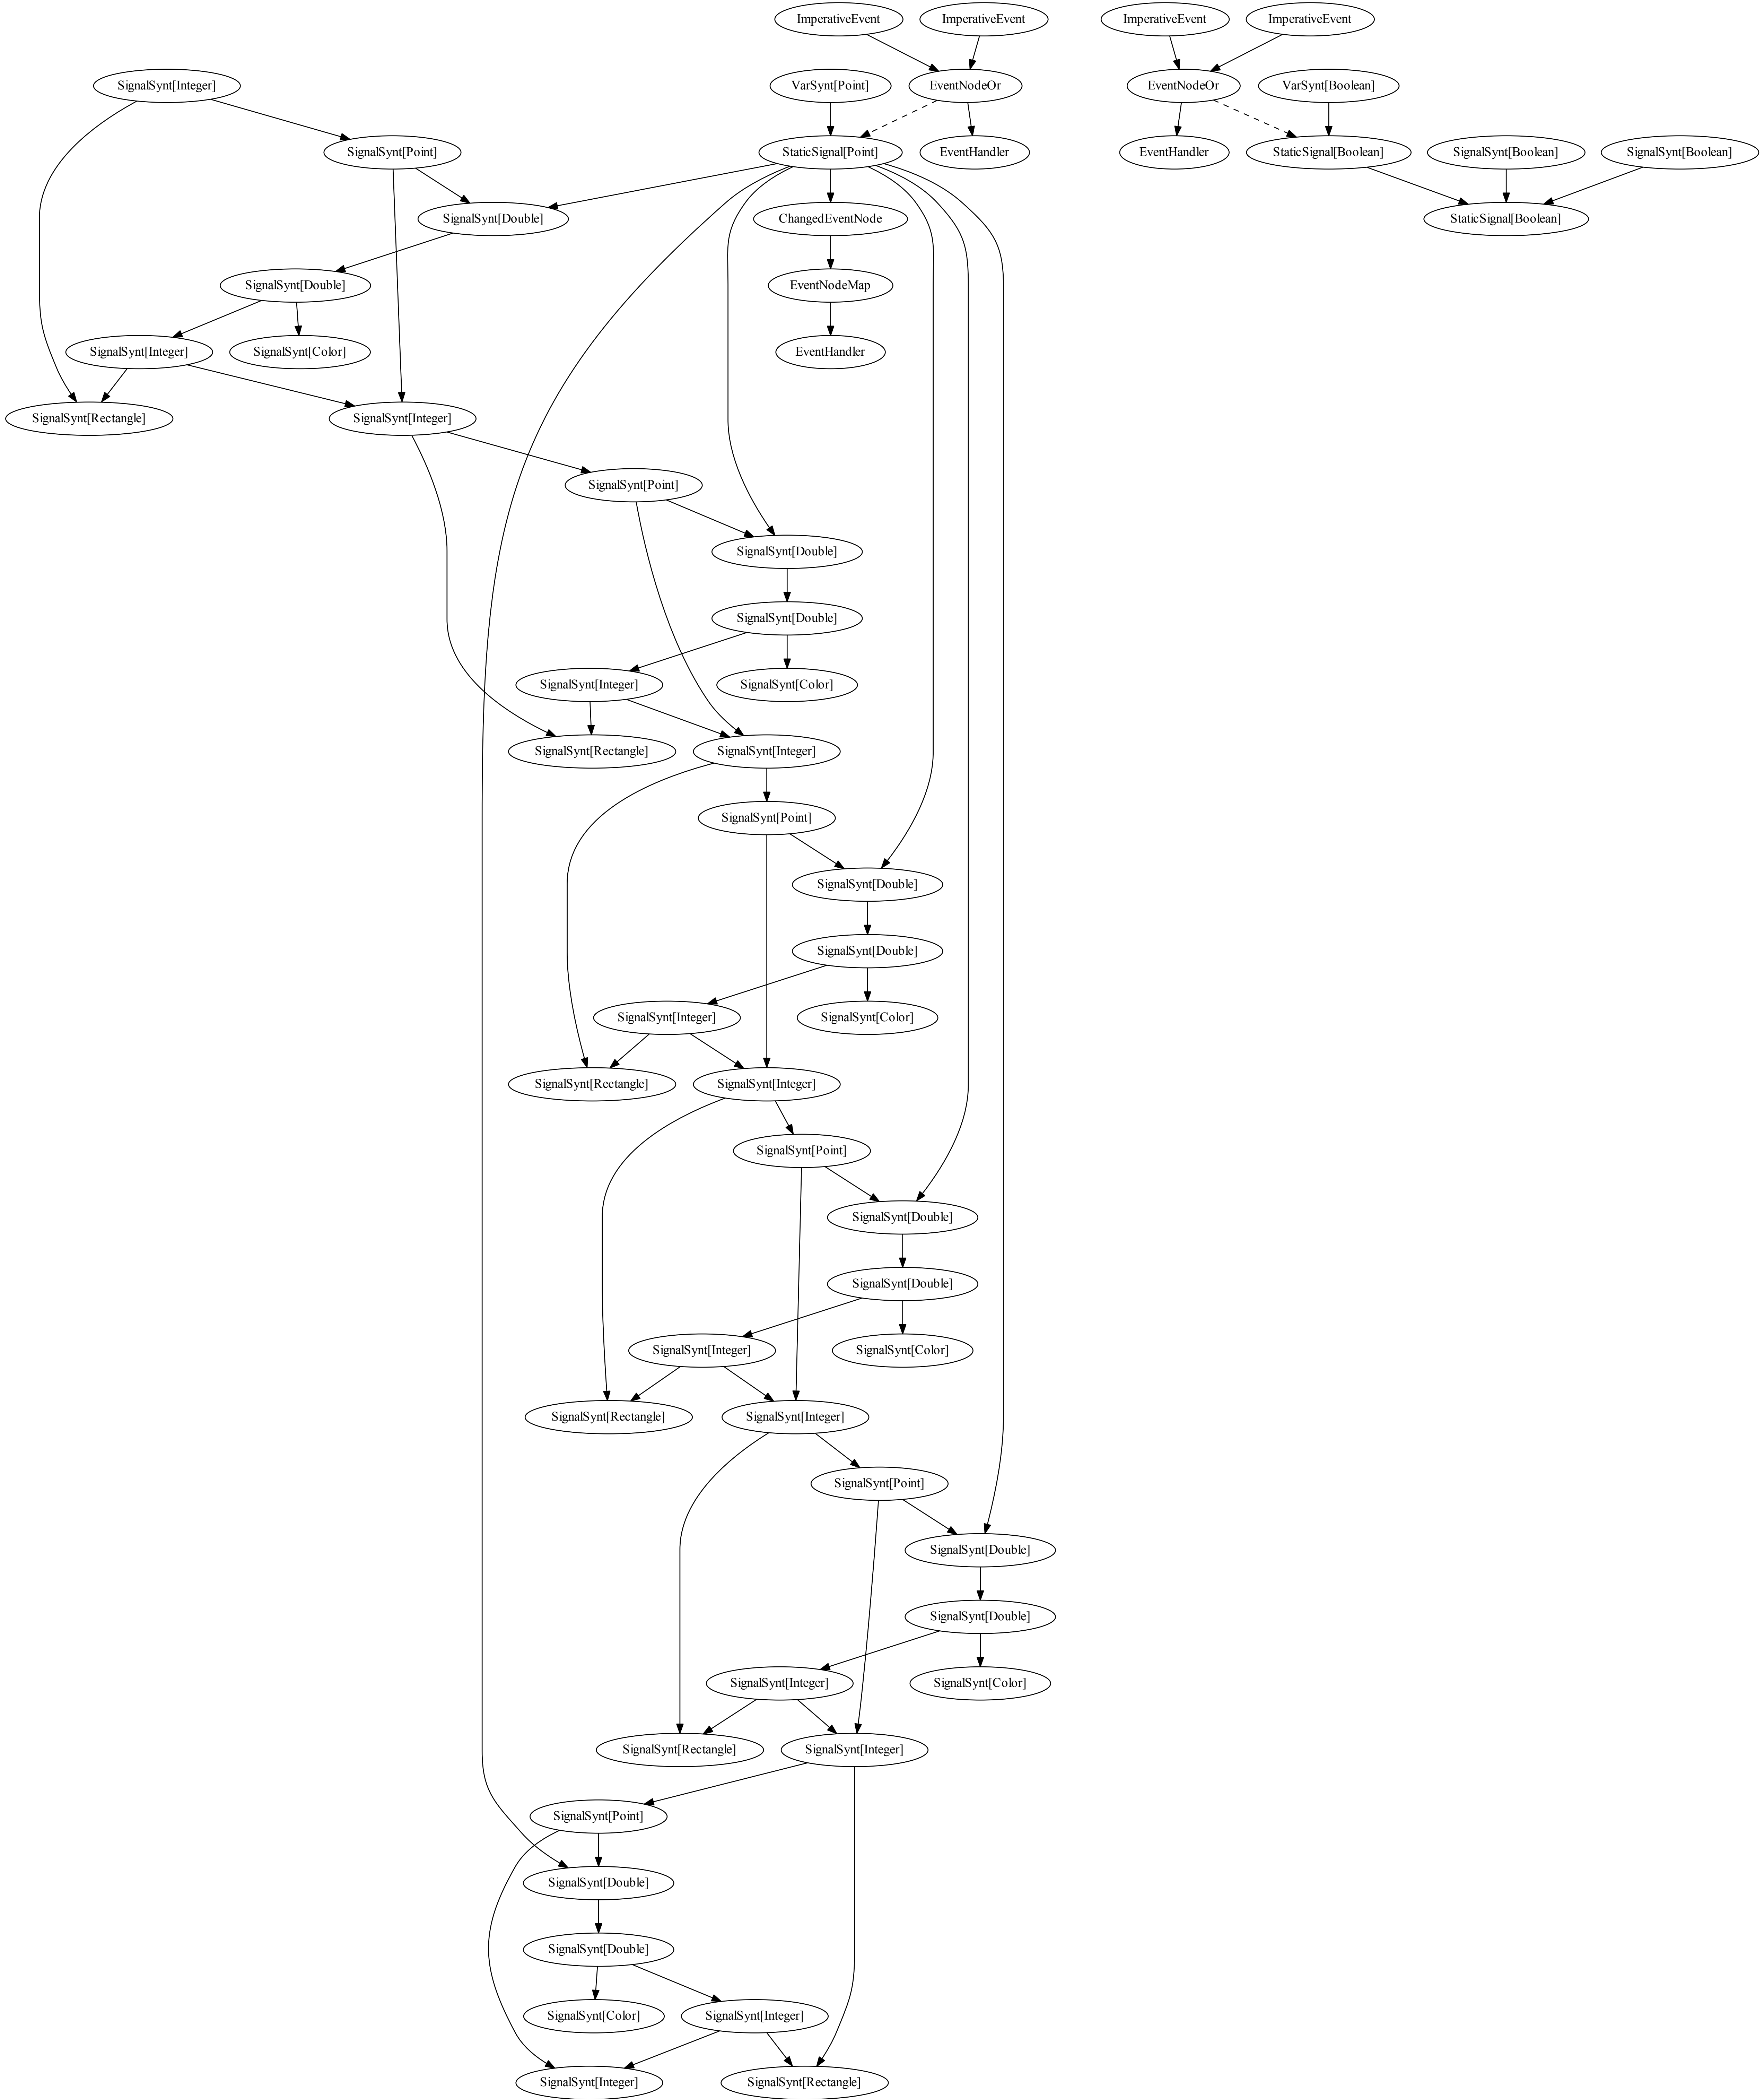 ImperativeEvent
ImperativeEvent
ImperativeEvent
ImperativeEvent
SignalSynt[Integer]
VarSynt[Point]
EventNodeOr
EventNodeOr
VarSynt[Boolean]
SignalSynt[Point]
StaticSignal[Point]
EventHandler
EventHandler
StaticSignal[Boolean]
SignalSynt[Boolean]
SignalSynt[Boolean]
SignalSynt[Double]
ChangedEventNode
StaticSignal[Boolean]
SignalSynt[Double]
EventNodeMap
SignalSynt[Integer]
SignalSynt[Color]
EventHandler
SignalSynt[Rectangle]
SignalSynt[Integer]
SignalSynt[Point]
SignalSynt[Double]
SignalSynt[Double]
SignalSynt[Integer]
SignalSynt[Color]
SignalSynt[Rectangle]
SignalSynt[Integer]
SignalSynt[Point]
SignalSynt[Double]
SignalSynt[Double]
SignalSynt[Integer]
SignalSynt[Color]
SignalSynt[Rectangle]
SignalSynt[Integer]
SignalSynt[Point]
SignalSynt[Double]
SignalSynt[Double]
SignalSynt[Integer]
SignalSynt[Color]
SignalSynt[Rectangle]
SignalSynt[Integer]
SignalSynt[Point]
SignalSynt[Double]
SignalSynt[Double]
SignalSynt[Integer]
SignalSynt[Color]
SignalSynt[Rectangle]
SignalSynt[Integer]
SignalSynt[Point]
SignalSynt[Double]
SignalSynt[Double]
SignalSynt[Color]
SignalSynt[Integer]
SignalSynt[Integer]
SignalSynt[Rectangle]